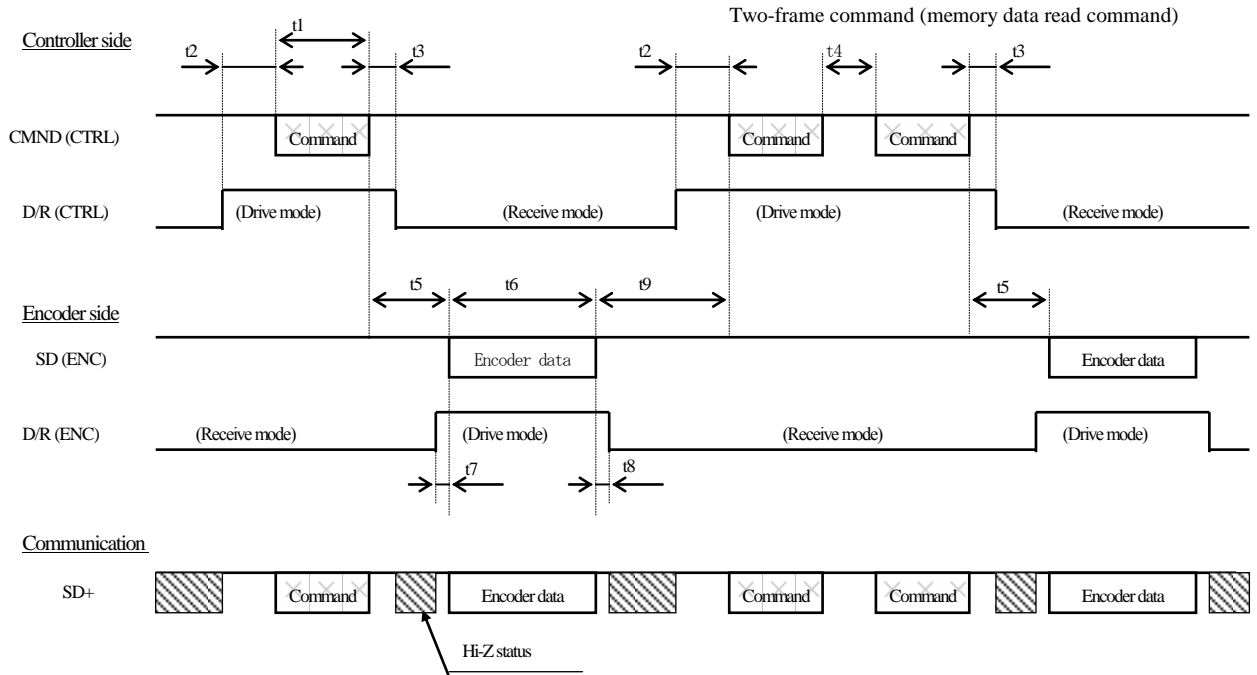 Two-frame command (memory data read command)
Controller side
t1
t2
t3
t2
t4
t3
CMND (CTRL)
Command
Command
Command
D/R (CTRL)
(Drive mode)
(Receive mode)
(Drive mode)
(Receive mode)
t5
t6
t9
t5
Encoder side
SD (ENC)
Encoder data
Encoder data
D/R (ENC)
(Receive mode)
(Drive mode)
(Receive mode)
(Drive mode)
t7
t8
Communication
SD+
Command
Encoder data
Command
Command
Encoder data
Hi-Z status